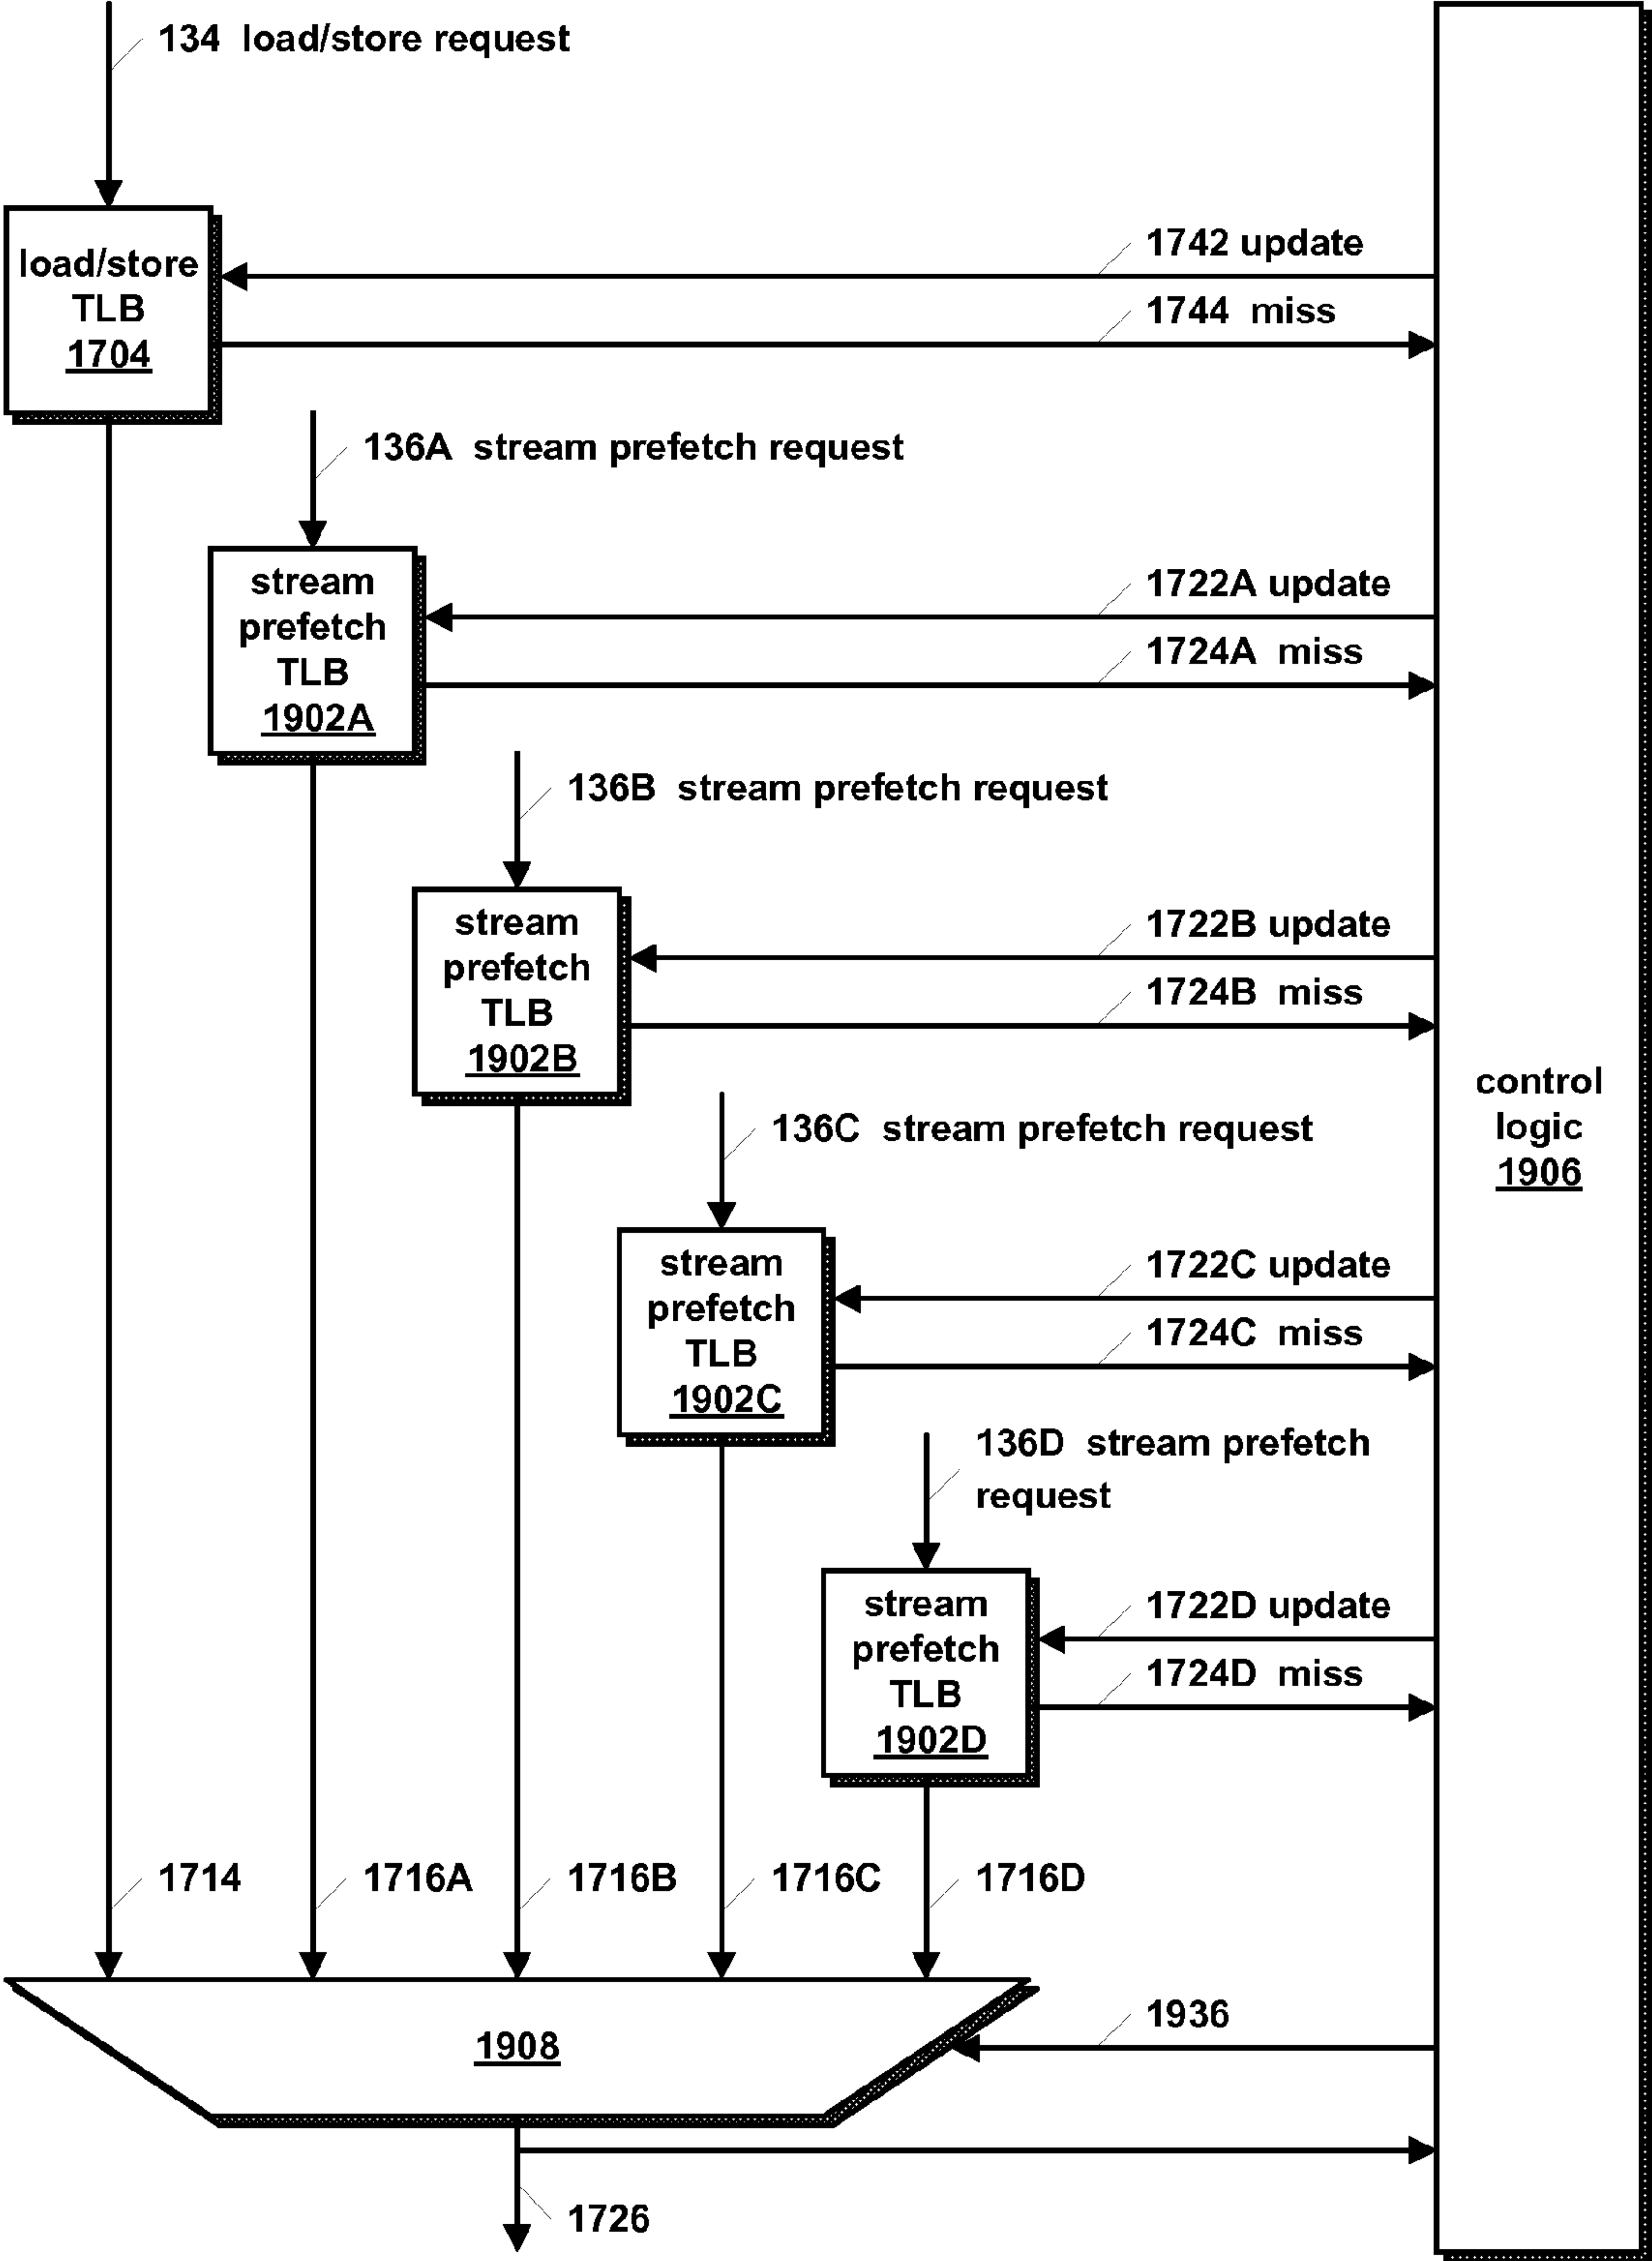 134 load/store request
load/store
TLB
1704
1742 update
1744 miss
136A stream prefetch request
stream
prefetch
TLB
1902A
1722A update
1724A miss
136B stream prefetch request
stream
prefetch
TLB
1902B
1722B update
1724B miss
control
logic
1906
136C stream prefetch request
stream
prefetch
TLB
1902C
1722C update
1724C miss
136D stream prefetch
request
stream
prefetch
TLB
1902D
1722D update
1724D miss
1714
1716A
1716B
1716C
1716D
1908
1936
1726